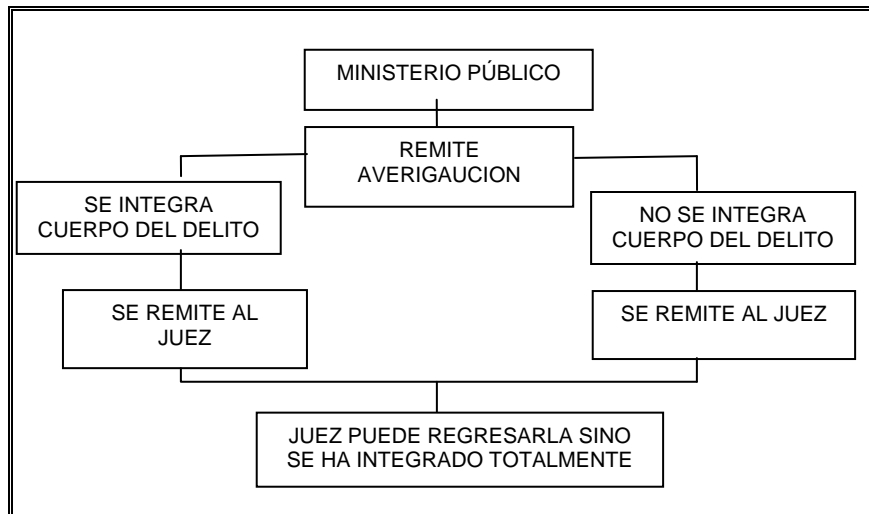 MINISTERIO PÚBLICO
REMITE
AVERIGAUCION
SE INTEGRA
CUERPO DEL DELITO
NO SE INTEGRA
CUERPO DEL DELITO
SE REMITE AL
JUEZ
SE REMITE AL JUEZ
JUEZ PUEDE REGRESARLA SINO
SE HA INTEGRADO TOTALMENTE